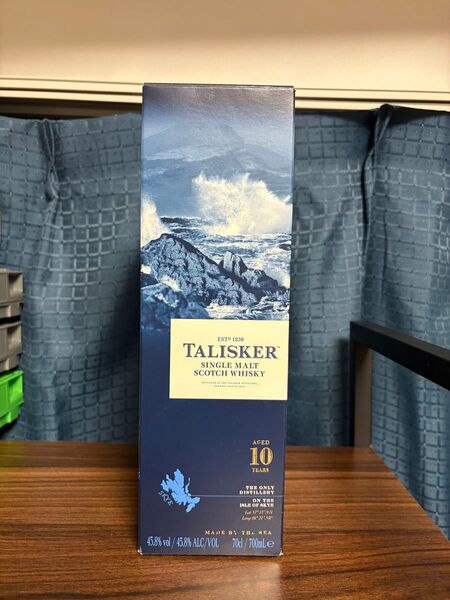 ESTD 1830
TALISKER
SINGLE MALT
SCOTCH WHISKY
AGED
10
YEARS
THE ONLY
DISTILLERY
ON THE
ISLE OF SKYE
SKYE
MADE BY THE SEA
45.8% vol / 45.8% ALC/VOL 70cl / 700mL e